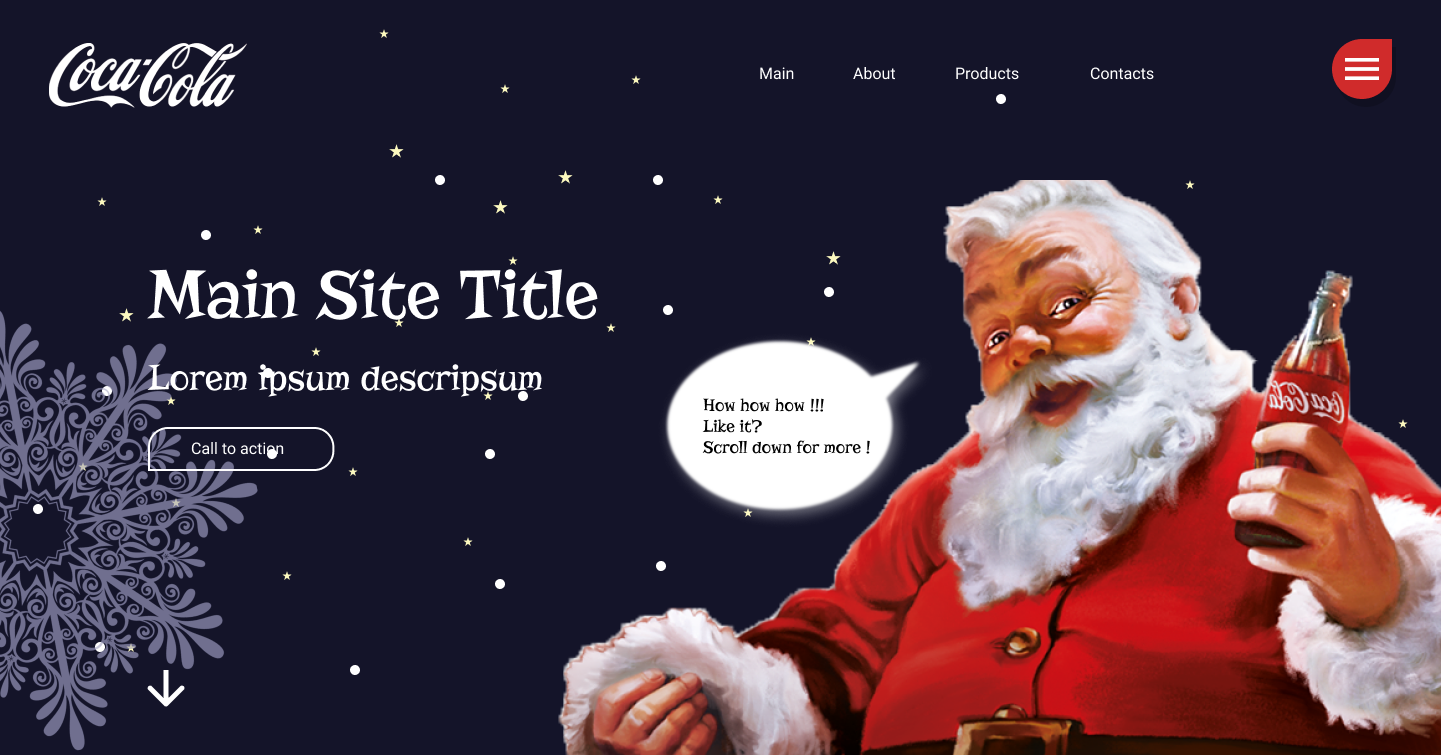 Coca-Cola
Main
About
Products
Contacts
Main Site Title
Lorem ipsum descripsum
Call to action
How how how !!!
Like it?
Scroll down for more !
Coca-Cola